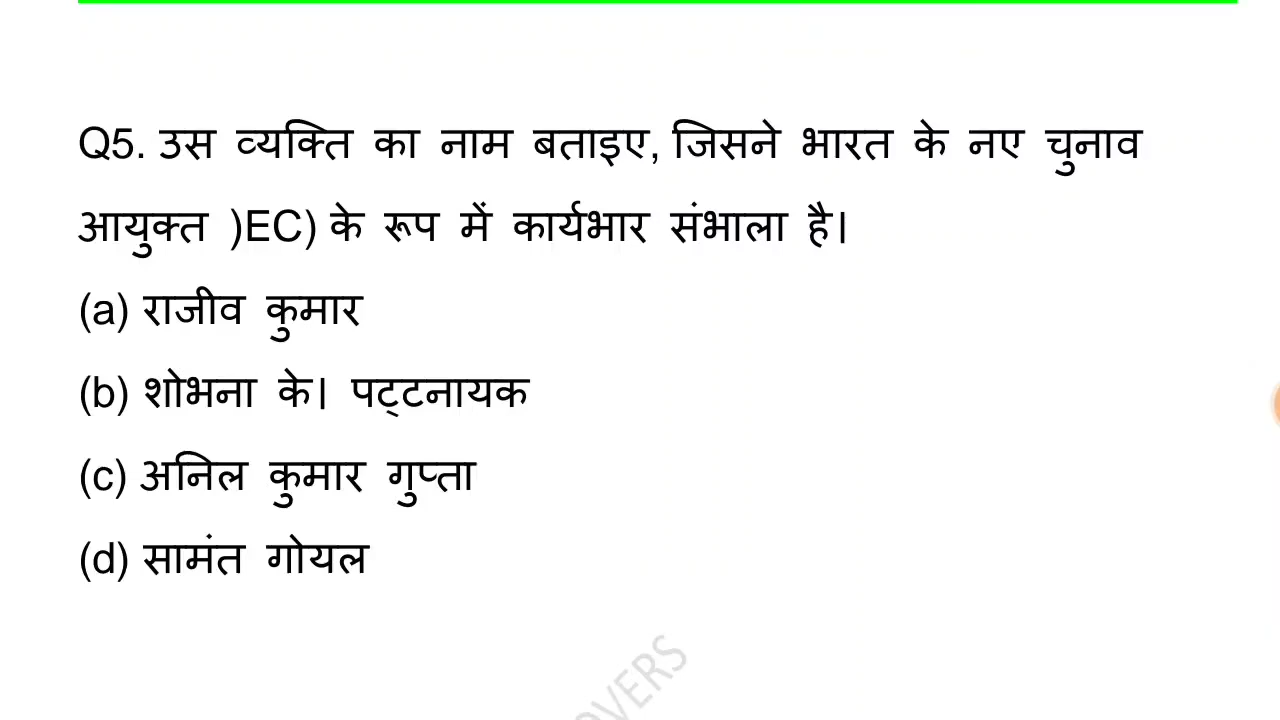 Q5. उस व्यक्ति का नाम बताइए, जिसने भारत के नए चुनाव
आयुक्त )EC) के रूप में कार्यभार संभाला है।
(a) राजीव कुमार
(b) शोभना के। पट्टनायक
(c) अनिल कुमार गुप्ता
(d) सामंत गोयल